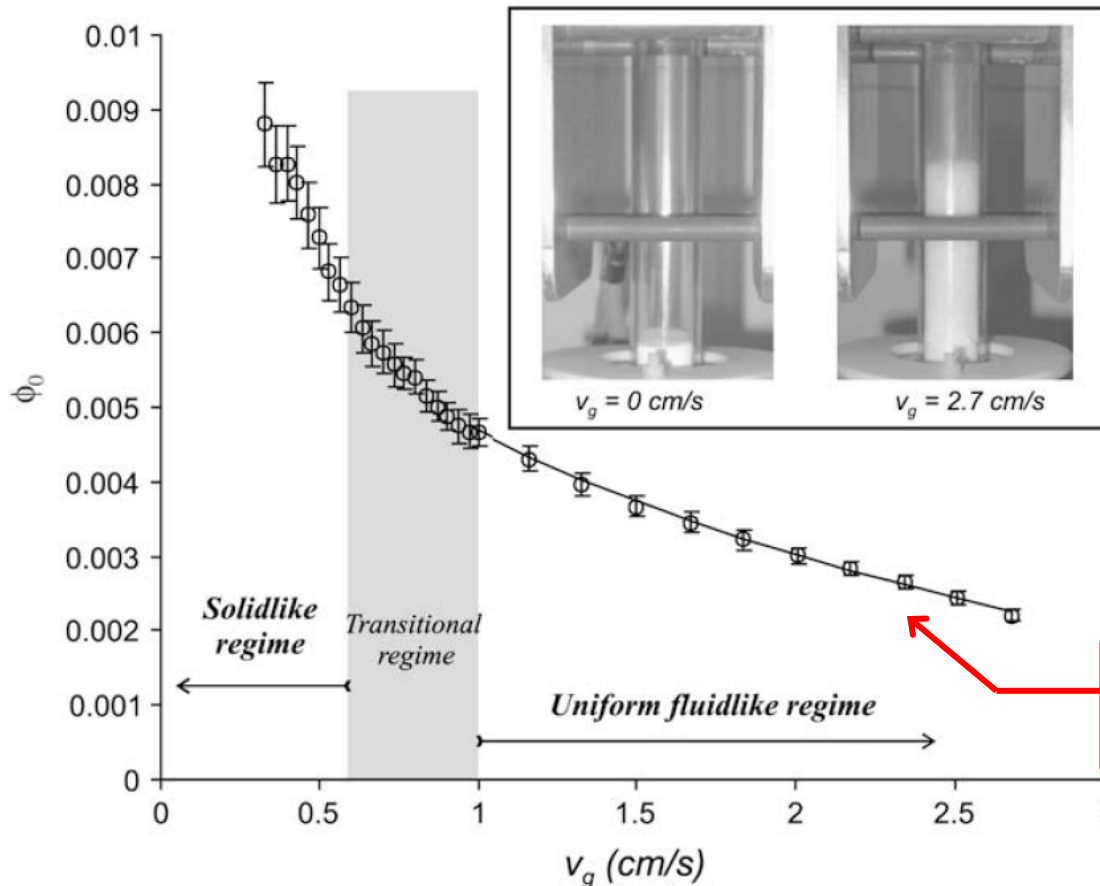 0.01
0.009
0.008
0.007
0.006
0.005
0.004
0.003
0.002
0.001
0
ϕ₀
v_g = 0 cm/s
v_g = 2.7 cm/s
Solidlike
regime
Transitional
regime
Uniform fluidlike regime
0 0.5 1 1.5 2 2.5
v_g (cm/s)